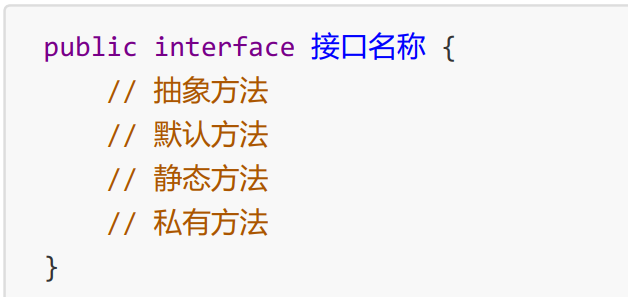 public interface 接口名称 {
// 抽象方法
// 默认方法
// 静态方法
// 私有方法
}